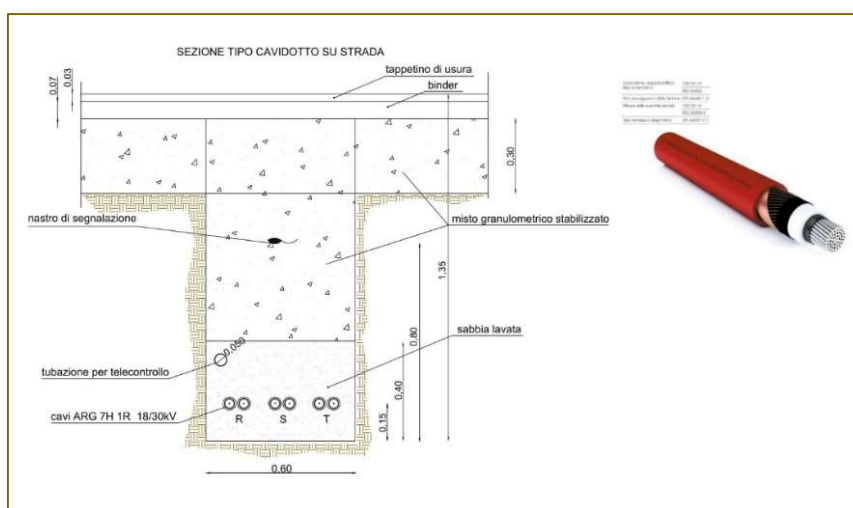 SEZIONE TIPO CAVIDOTTO SU STRADA
tappetino di usura
binder
0,07
0,03
0,30
nastro di segnalazione
misto granulometrico stabilizzato
1,35
0,80
0,050
sabbia lavata
tubazione per telecontrollo
0,40
cavi ARG 7H 1R 18/30kV
R S T
0,15
0,60